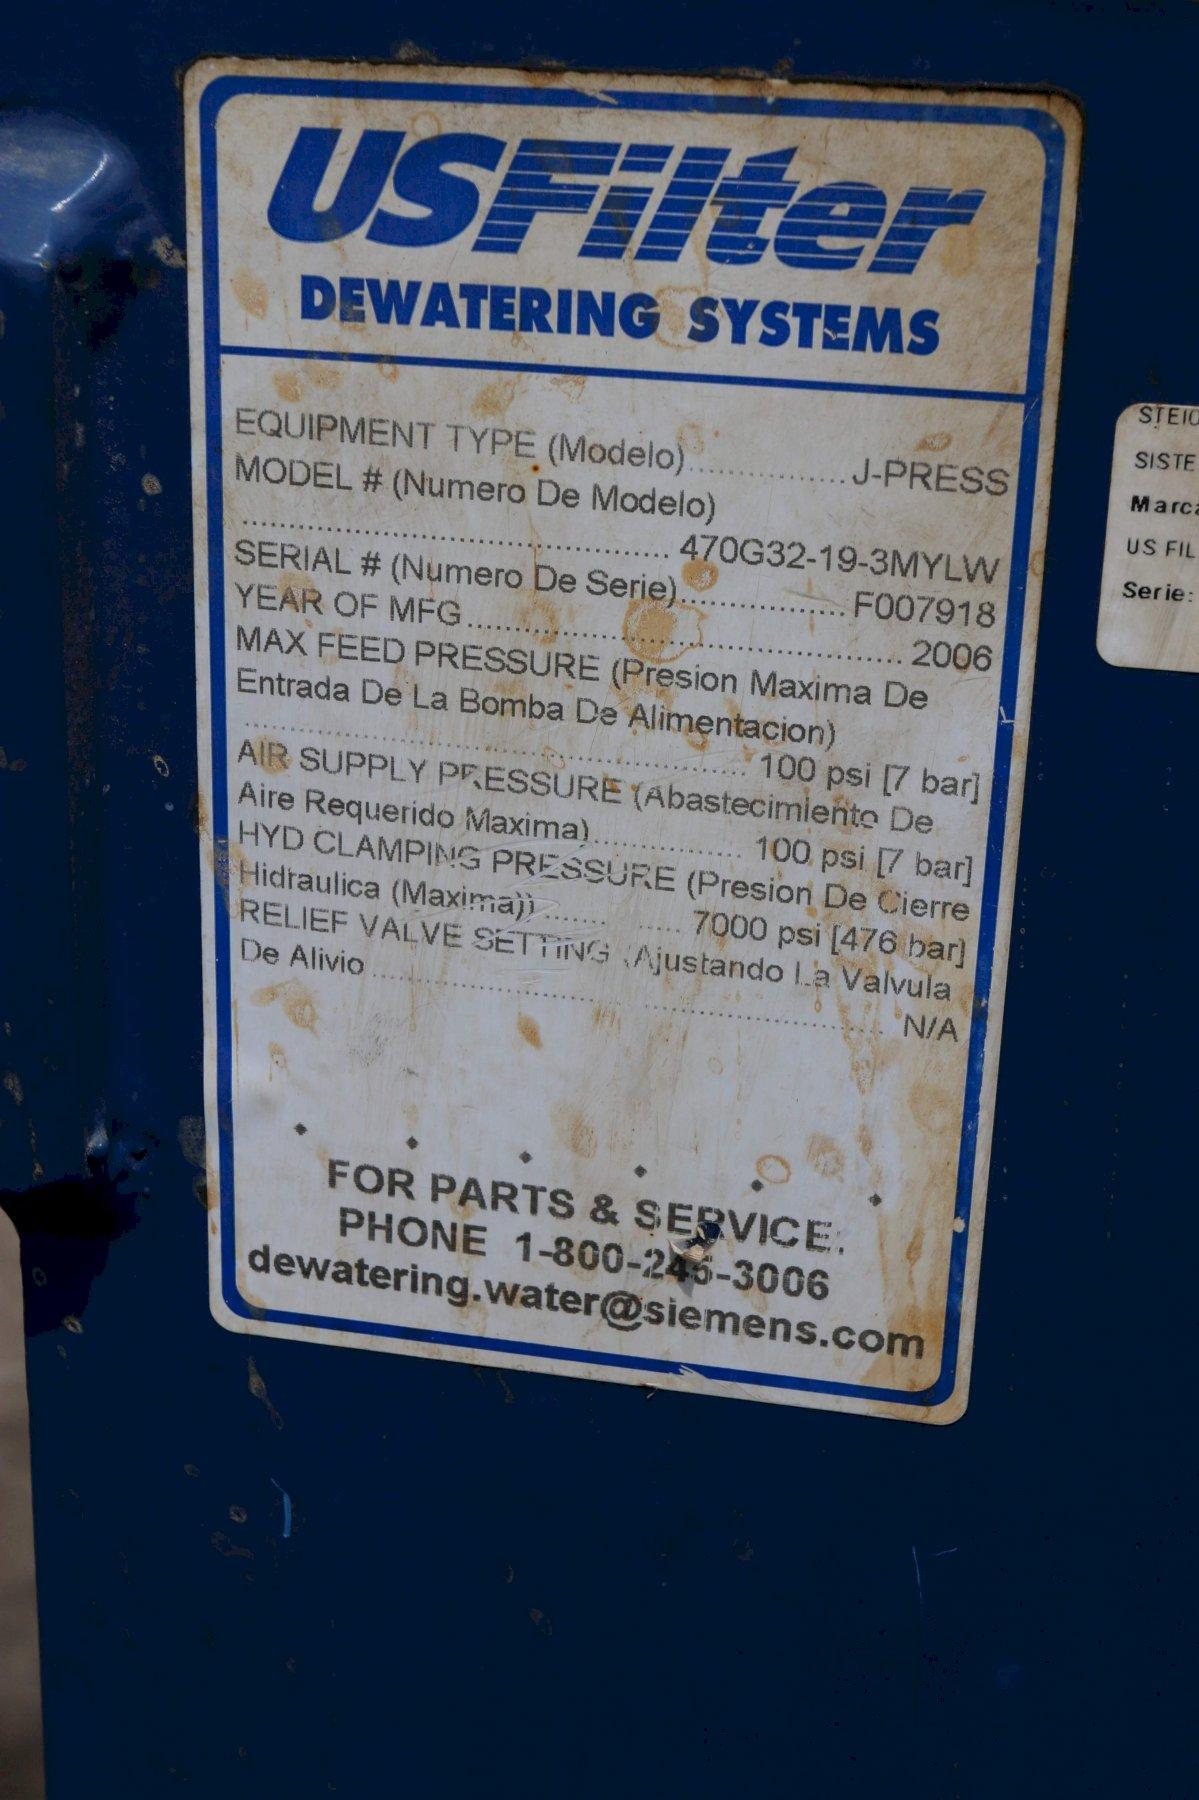 USFilter
DEWATERING SYSTEMS
EQUIPMENT TYPE (Modelo)..............J-PRESS
MODEL # (Numero De Modelo)
........................................ 470G32-19-3MYLW
SERIAL # (Numero De Serie)................. F007918
YEAR OF MFG............................................. 2006
MAX FEED PRESSURE (Presion Maxima De
Entrada De La Bomba De Alimentacion)
.................................................. 100 psi [7 bar]
AIR SUPPLY PRESSURE (Abastecimiento De
Aire Requerido Maxima)............... 100 psi [7 bar]
HYD CLAMPING PRESSURE (Presion De Cierre
Hidraulica (Maxima)) ............ 7000 psi [476 bar]
RELIEF VALVE SETTING (Ajustando La Valvula
De Alivio ..................................................... N/A
FOR PARTS & SERVICE:
PHONE 1-800-245-3006
dewatering.water@siemens.com
SISTE
Marca
US FIL
Serie: